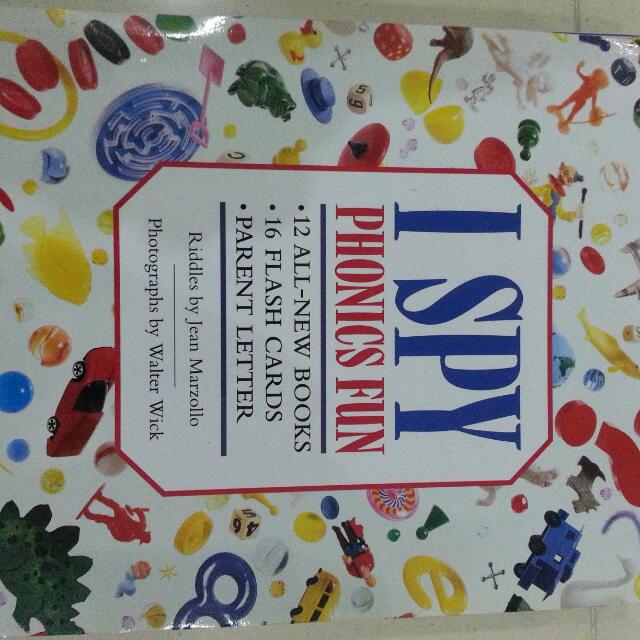 I SPY
PHONICS FUN
• 12 ALL-NEW BOOKS
• 16 FLASH CARDS
• PARENT LETTER
Riddles by Jean Marzollo
Photographs by Walter Wick